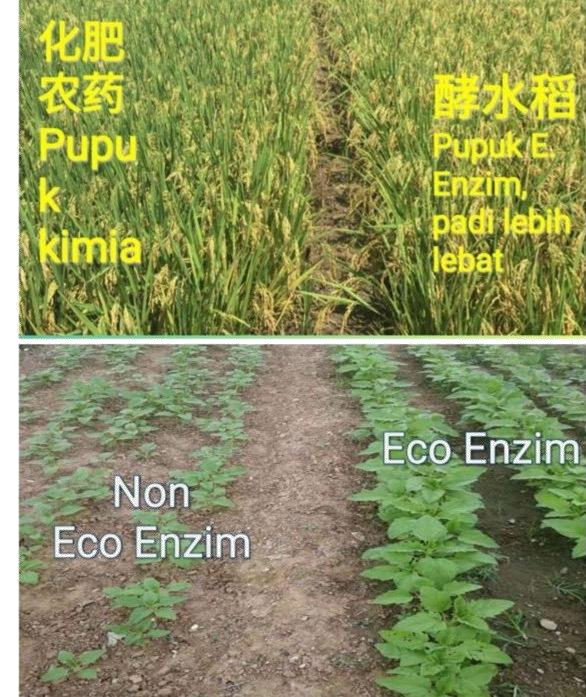 化肥
农药
Pupu
k
kimia
酵水稻
Pupuk E.
Enzim,
padi lebih
lebat
Non
Eco Enzim
Eco Enzim